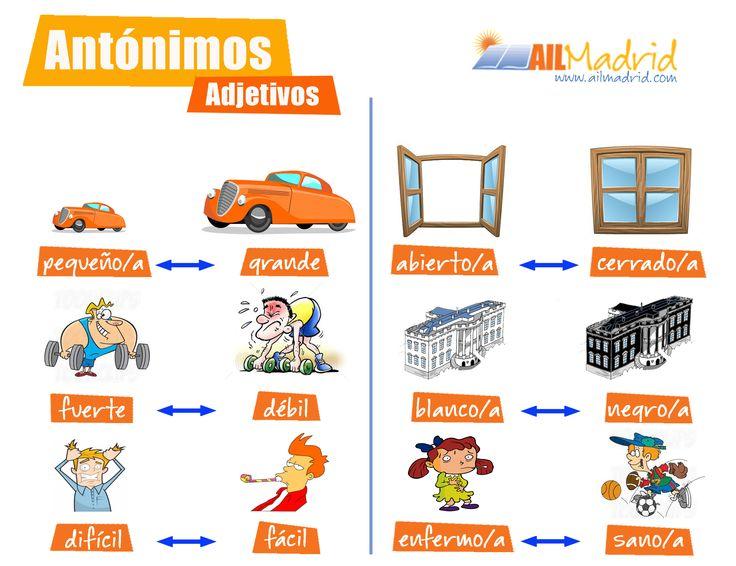 Antónimos
Adjetivos
AILMadrid
www.ailmadrid.com
pequeño/a
grande
fuerte
débil
difícil
fácil
abierto/a
cerrado/a
blanco/a
negro/a
enfermo/a
sano/a